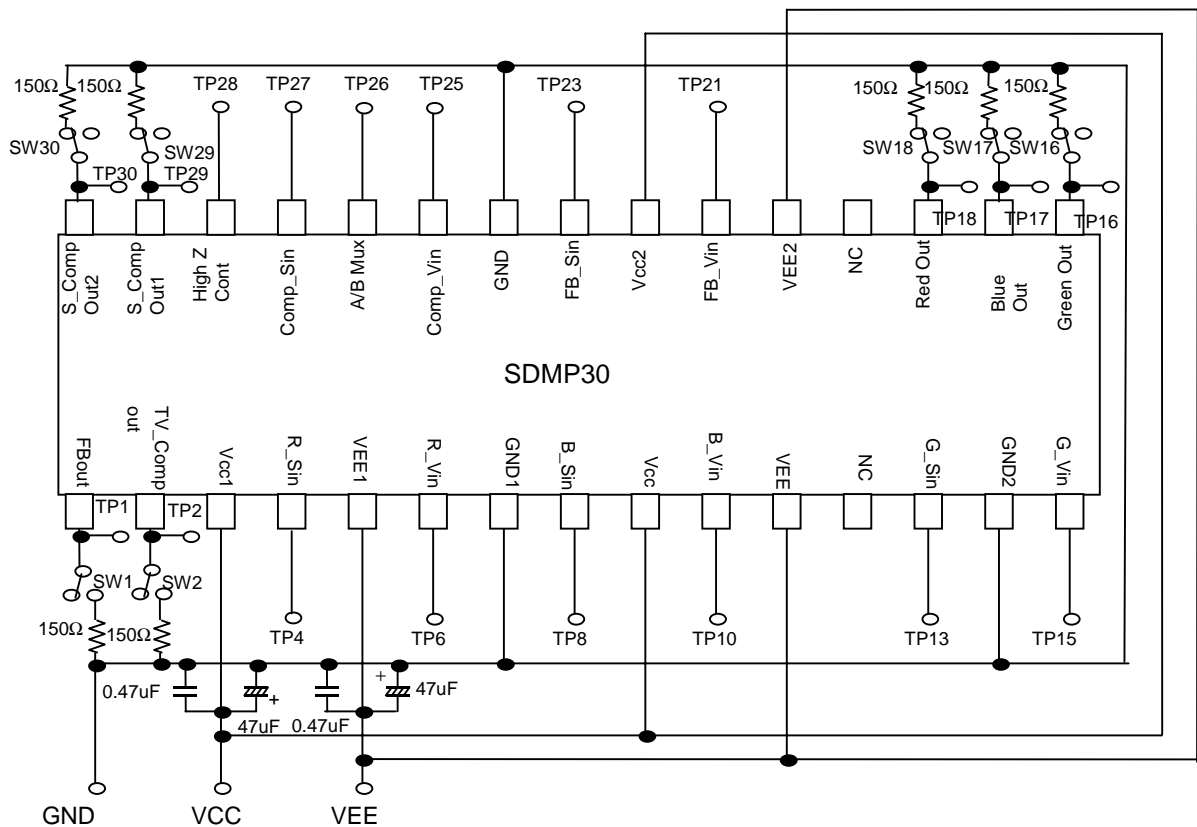 TP28
TP27
TP26
TP25
TP23
TP21
150Ω
150Ω
150Ω
150Ω
150Ω
SW30
SW29
SW18
SW17
SW16
TP30
TP29
TP18
TP17
TP16
S_Comp
Out2
S_Comp
Out1
High Z
Cont
Comp_Sin
A/B Mux
Comp_Vin
GND
FB_Sin
Vcc2
FB_Vin
VEE2
NC
Red Out
Blue
Out
Green Out
SDMP30
FBout
TV_Comp
out
Vcc1
R_Sin
VEE1
R_Vin
GND1
B_Sin
Vcc
B_Vin
VEE
NC
G_Sin
GND2
G_Vin
TP1
TP2
SW1
SW2
150Ω
150Ω
TP4
TP6
TP8
TP10
TP13
TP15
0.47uF
+
47uF
0.47uF
+
47uF
GND
VCC
VEE